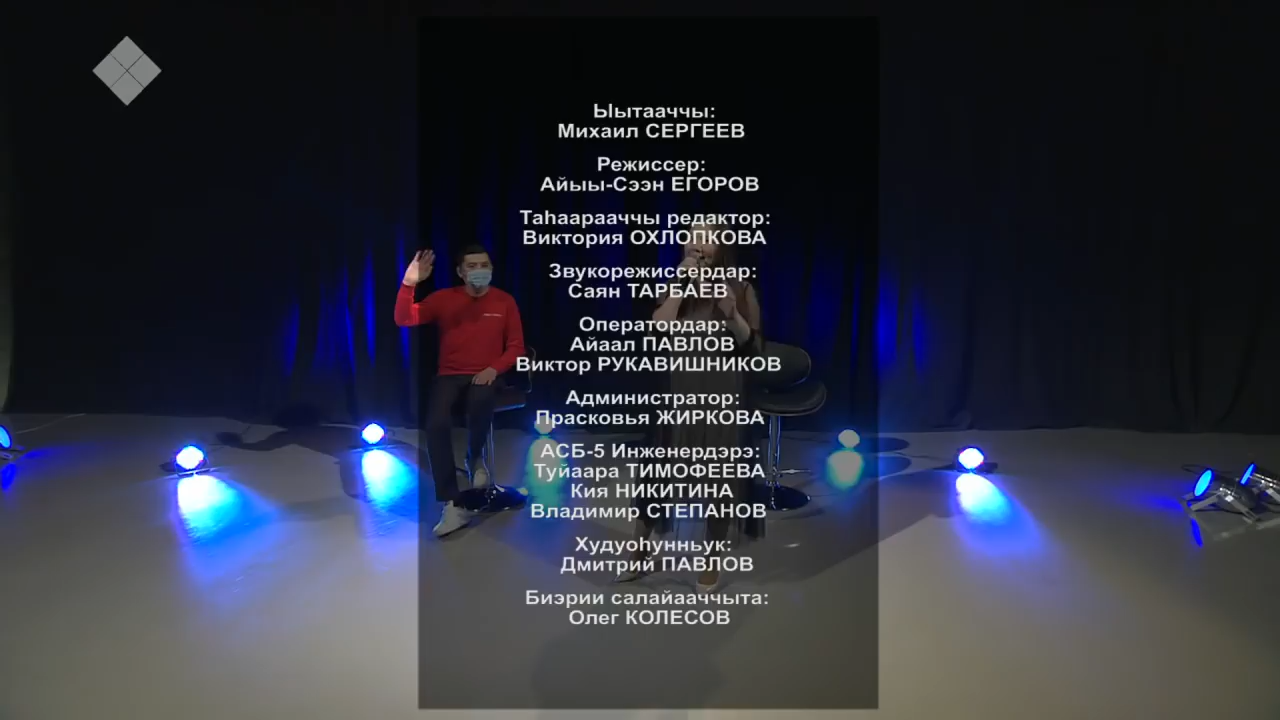 Ыытааччы:
Михаил СЕРГЕЕВ
Режиссер:
Айыы-Сээн ЕГОРОВ
Таһаарааччы редактор:
Виктория ОХЛОПКОВА
Звукорежиссердар:
Саян ТАРБАЕВ
Оператордар:
Айаал ПАВЛОВ
Виктор РУКАВИШНИКОВ
Администратор:
Прасковья ЖИРКОВА
АСБ-5 Инженердэрэ:
Туйаара ТИМОФЕЕВА
Кия НИКИТИНА
Владимир СТЕПАНОВ
Худуоһунньук:
Дмитрий ПАВЛОВ
Биэрии салайааччыта:
Олег КОЛЕСОВ